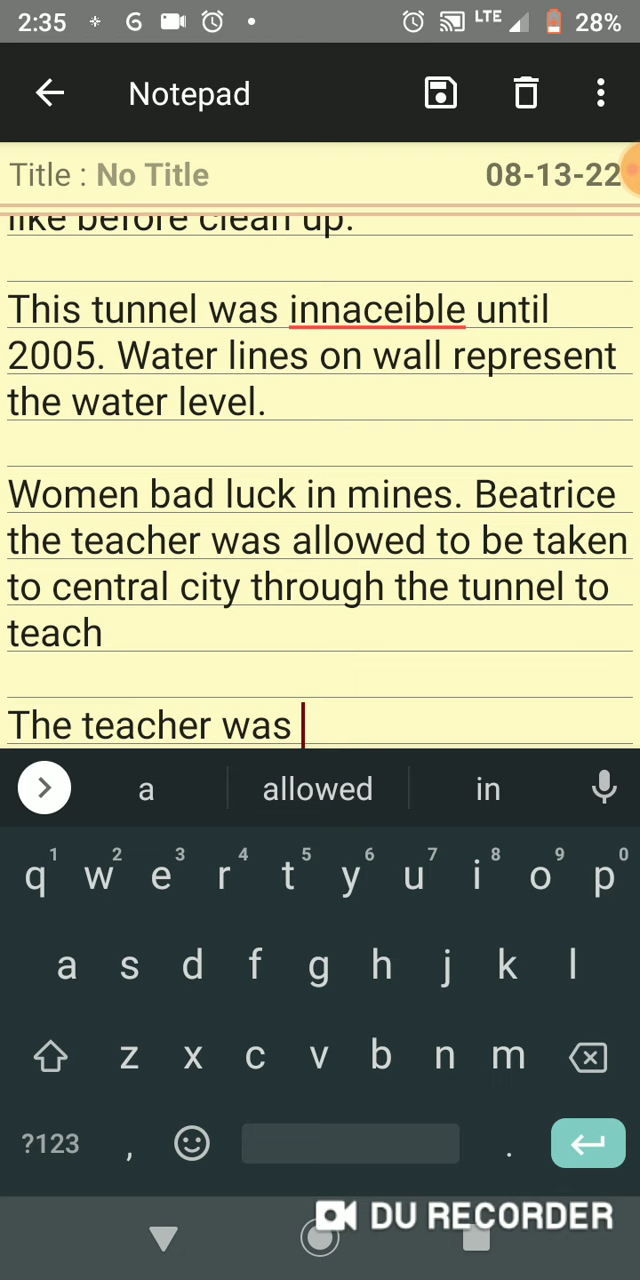 2:35 G LTE 28%
Notepad
Title : No Title 08-13-22
like before clean up.
This tunnel was innaceible until
2005. Water lines on wall represent
the water level.
Women bad luck in mines. Beatrice
the teacher was allowed to be taken
to central city through the tunnel to
teach
The teacher was
a allowed in
1 2 3 4 5 6 7 8 9 0
q w e r t y u i o p
a s d f g h j k l
z x c v b n m
?123 , .
DU RECORDER